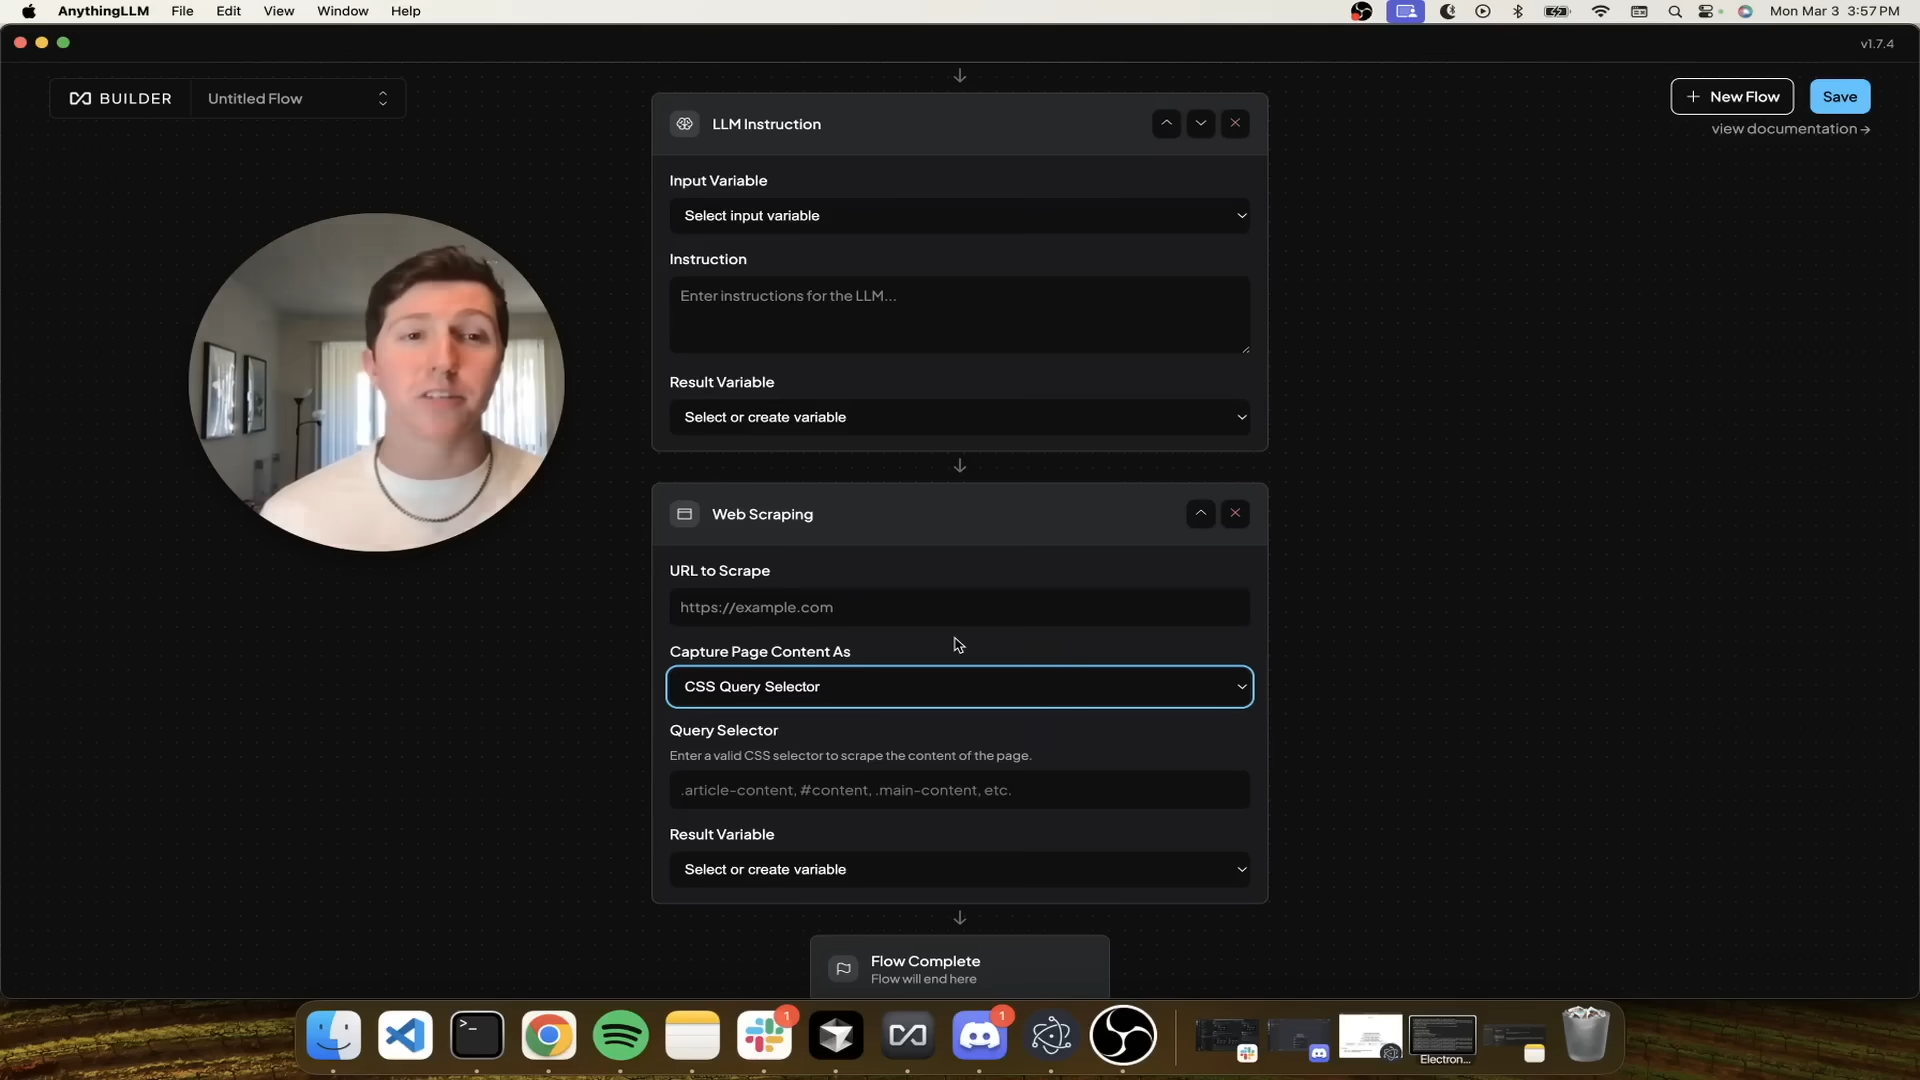 AnythingLLM File Edit View Window Help Mon Mar 3 3:57 PM
v1.7.4
BUILDER Untitled Flow New Flow Save
view documentation →
LLM Instruction
Input Variable
Select input variable
Instruction
Enter instructions for the LLM...
Result Variable
Select or create variable
Web Scraping
URL to Scrape
https://example.com
Capture Page Content As
CSS Query Selector
Query Selector
Enter a valid CSS selector to scrape the content of the page.
.article-content, #content, .main-content, etc.
Result Variable
Select or create variable
Flow Complete
Flow will end here
1 1
Electron...